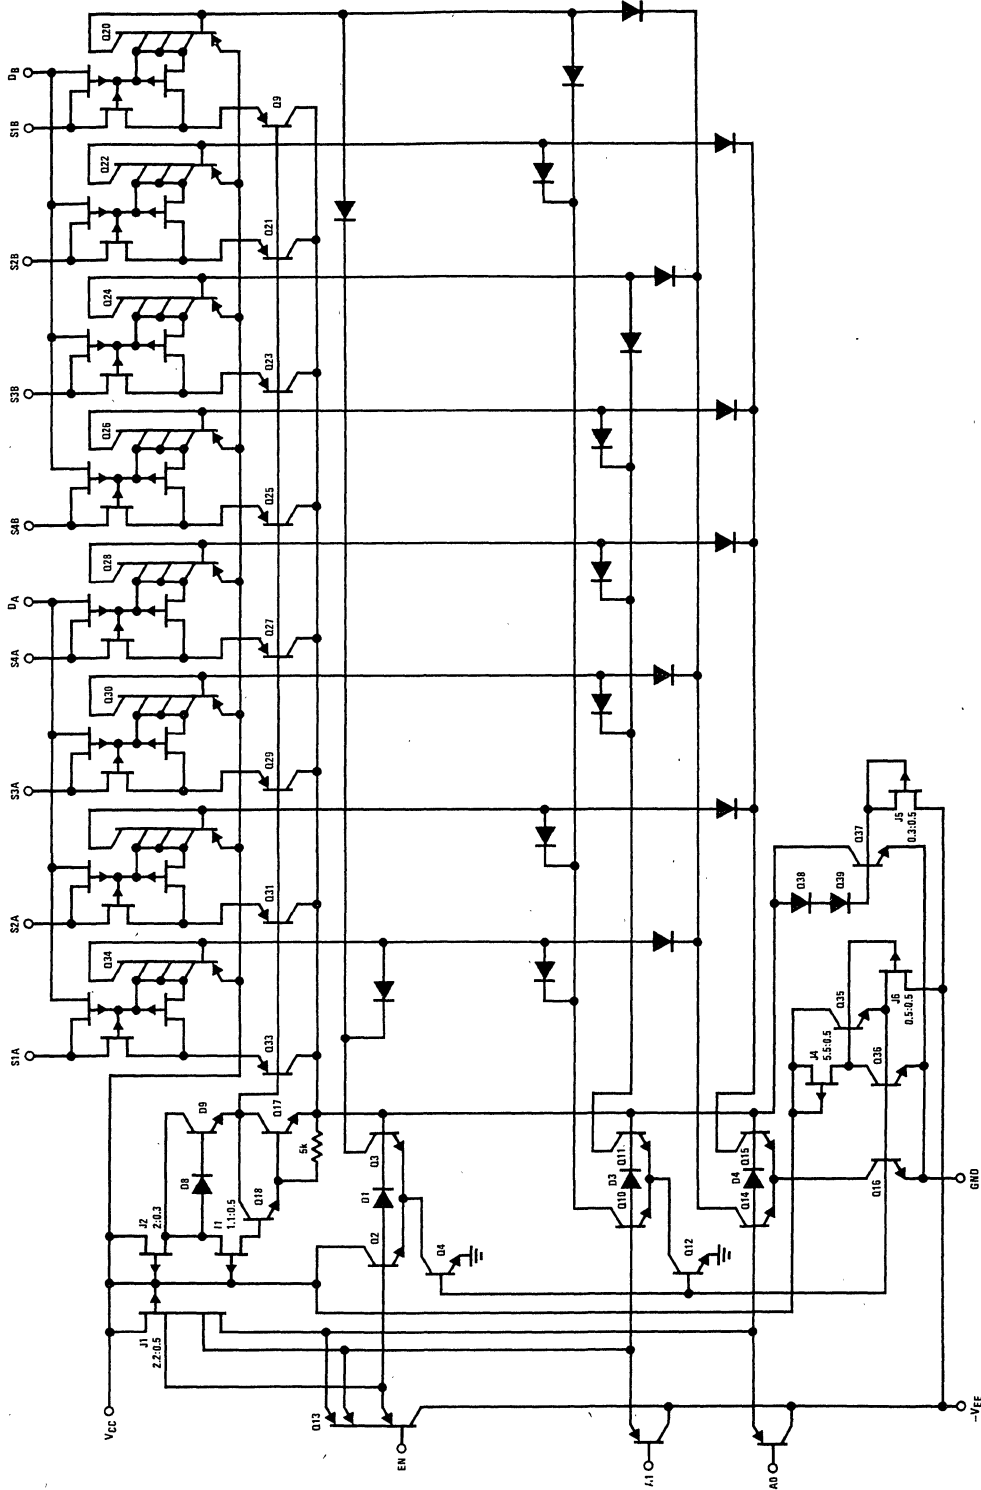 S1A
S2A
S3A
S4A
DA
S4B
S3B
S2B
S1B
DB
Q34
Q30
Q28
Q26
Q24
Q22
Q20
Q33
Q31
Q29
Q27
Q25
Q23
Q21
Q9
VCC
J1
2.2:0.5
J2
2:0.3
D8
D9
J1
1.1:0.5
Q18
Q17
5k
Q13
EN
Q2
D1
Q3
Q4
Q10
D3
Q11
Q12
Q14
D4
Q15
Q16
A0
J4
5.5:0.5
Q35
Q36
J6
0.5:0.5
Q38
Q39
Q37
J5
0.3:0.5
GND
-VEE